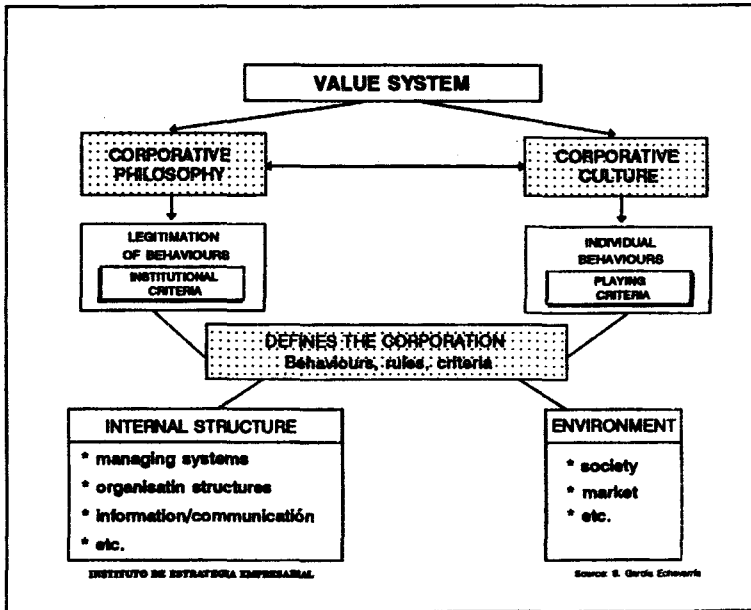 VALUE SYSTEM
CORPORATIVE
PHILOSOPHY
CORPORATIVE
CULTURE
LEGITIMATION
OF BEHAVIOURS
INSTITUTIONAL
CRITERIA
INDIVIDUAL
BEHAVIOURS
PLAYING
CRITERIA
DEFINES THE CORPORATION
Behaviours, rules, criteria
INTERNAL STRUCTURE
* managing systems
* organisatin structures
* information/communicatión
* etc.
ENVIRONMENT
* society
* market
* etc.
INSTITUTO DE ESTRATEGIA EMPRESARIAL
Source: S. García Echevarría